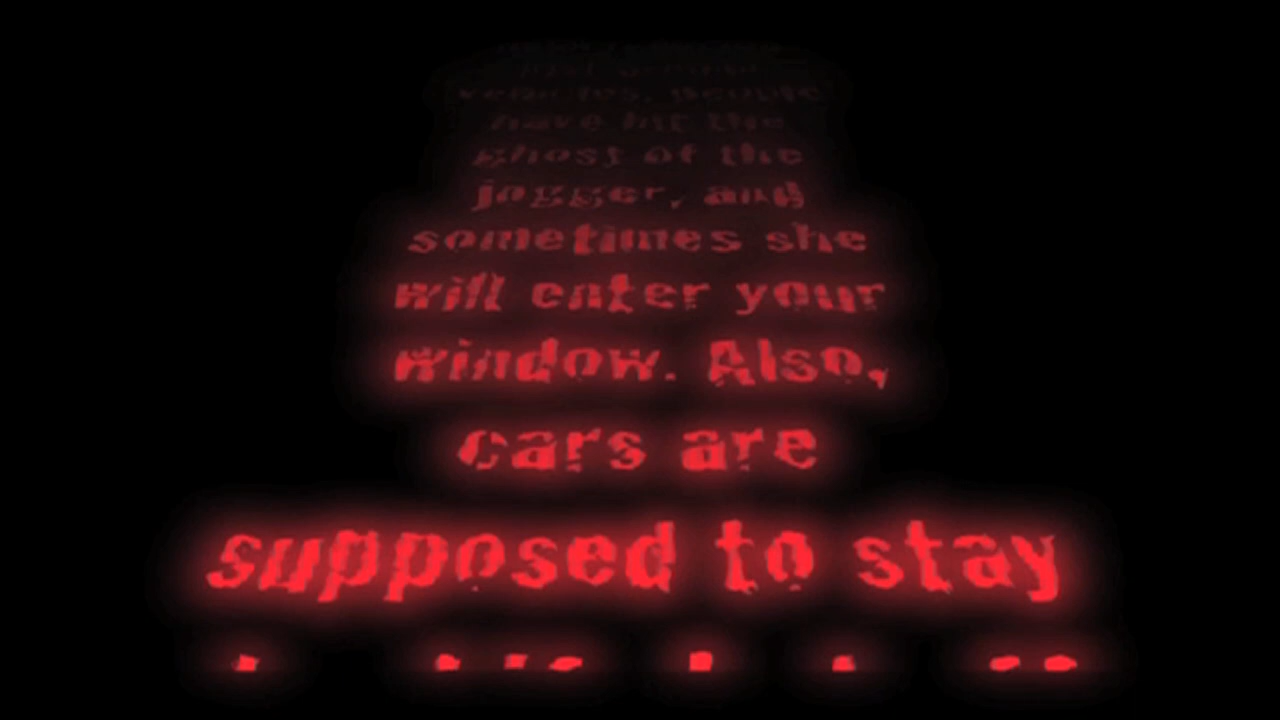 people
have hit the
ghost of the
jogger, and
sometimes she
will enter your
window. Also,
cars are
supposed to stay